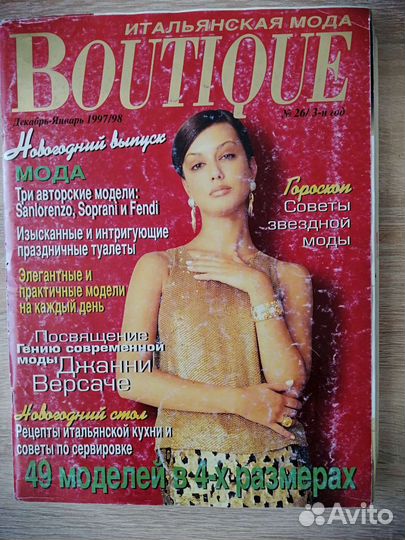 ИТАЛЬЯНСКАЯ МОДА
BOUTIQUE
Декабрь-Январь 1997/98
№ 26/ 3-й год
Новогодний выпуск
МОДА
Три авторские модели:
Sanlorenzo, Soprani и Fendi
Изысканные и интригующие
праздничные туалеты
Элегантные и
практичные модели
на каждый день
Гороскоп
Советы
звездной
моды
Посвящение
Гению современной
моды Джанни
Версаче
Новогодний стол
Рецепты итальянской кухни и
советы по сервировке
49 моделей в 4-х размерах
Avito